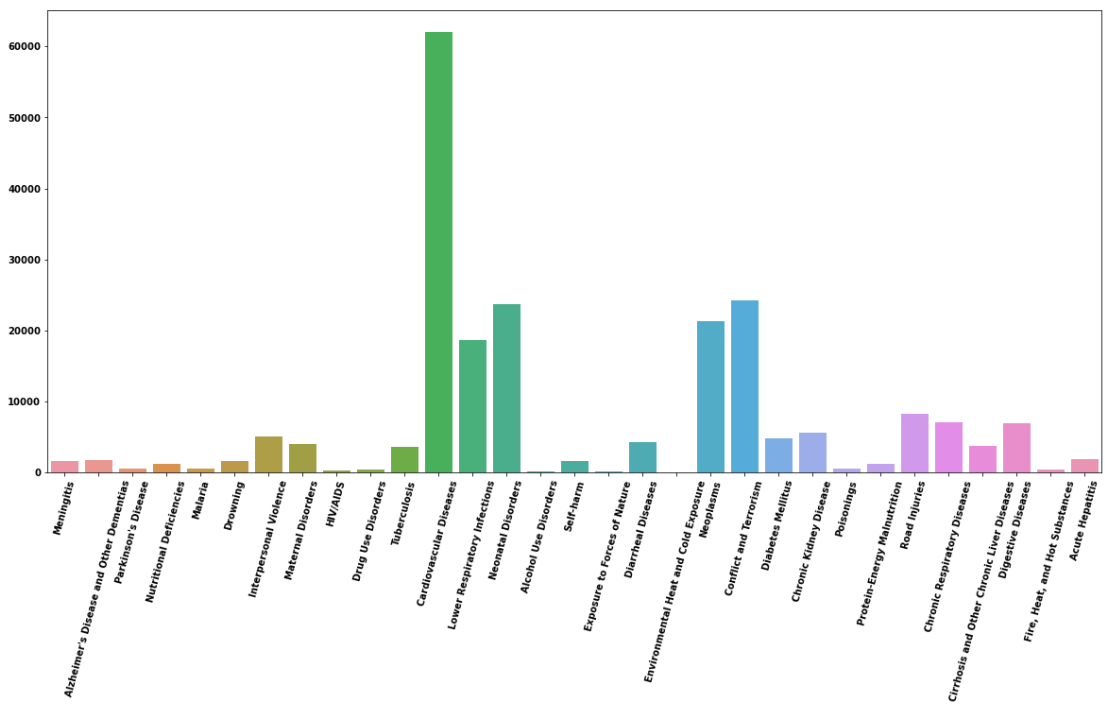 60000
50000
40000
30000
20000
10000
0
Meningitis
Alzheimer's Disease and Other Dementias
Parkinson's Disease
Nutritional Deficiencies
Malaria
Drowning
Interpersonal Violence
Maternal Disorders
HIV/AIDS
Drug Use Disorders
Tuberculosis
Cardiovascular Diseases
Lower Respiratory Infections
Neonatal Disorders
Alcohol Use Disorders
Self-harm
Exposure to Forces of Nature
Diarrheal Diseases
Environmental Heat and Cold Exposure
Neoplasms
Conflict and Terrorism
Diabetes Mellitus
Chronic Kidney Disease
Poisonings
Protein-Energy Malnutrition
Road Injuries
Chronic Respiratory Diseases
Cirrhosis and Other Chronic Liver Diseases
Digestive Diseases
Fire, Heat, and Hot Substances
Acute Hepatitis